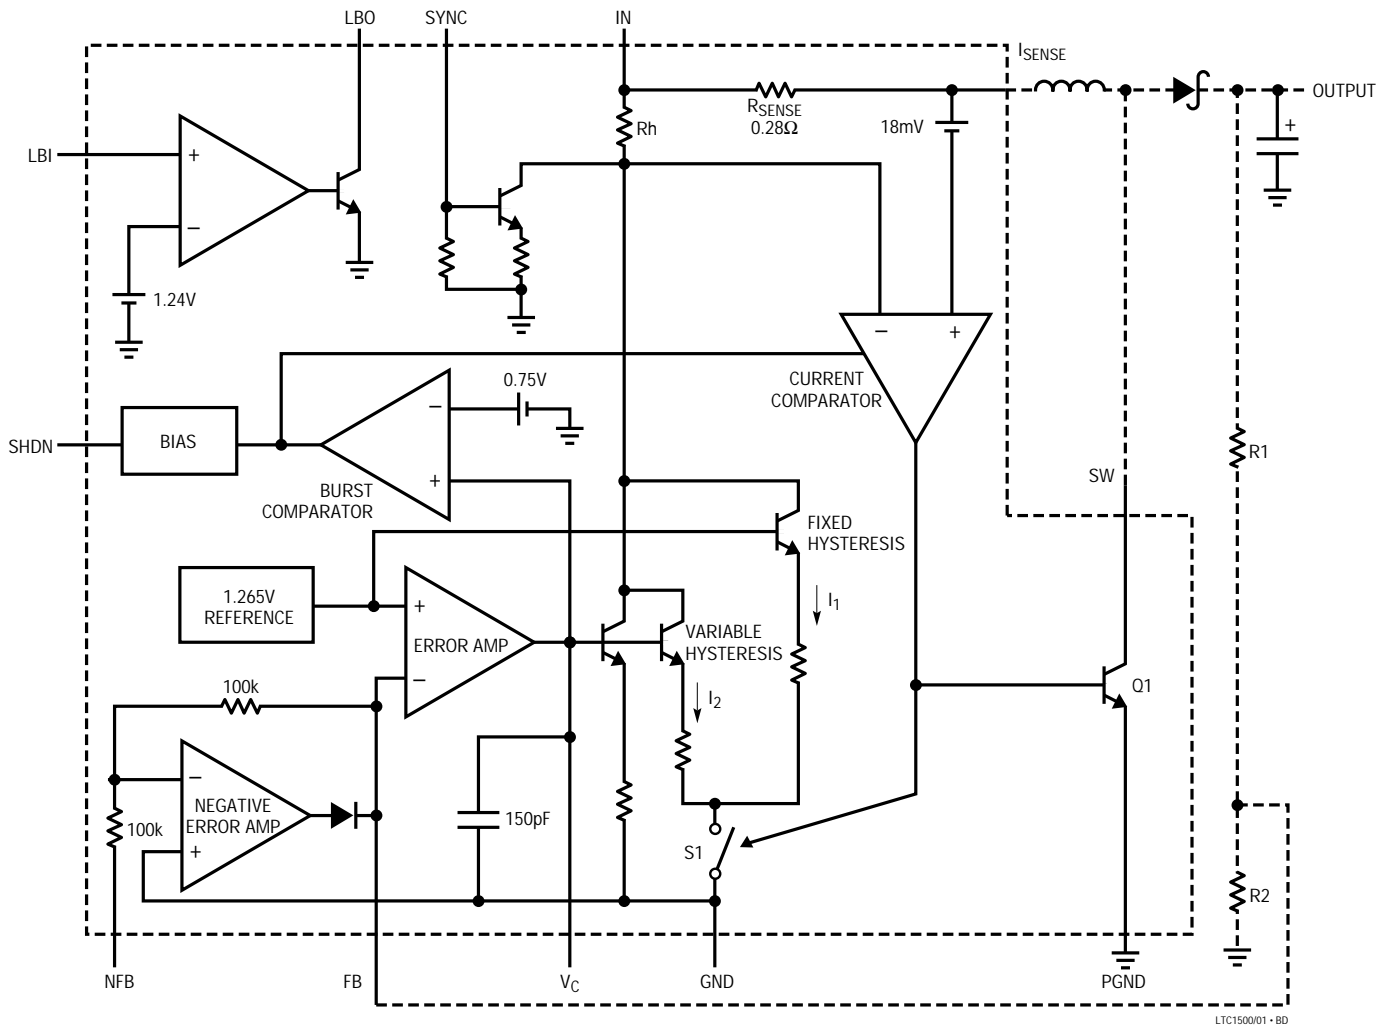 LBO
SYNC
IN
I_SENSE
OUTPUT
R_SENSE
0.28Ω
Rh
18mV
+
LBI
+
−
1.24V
−
+
CURRENT
COMPARATOR
0.75V
−
+
SHDN
BIAS
BURST
COMPARATOR
R1
SW
FIXED
HYSTERESIS
1.265V
REFERENCE
+
ERROR AMP
−
VARIABLE
HYSTERESIS
I1
I2
Q1
100k
−
NEGATIVE
ERROR AMP
+
100k
150pF
S1
R2
NFB
FB
VC
GND
PGND
LTC1500/01 • BD